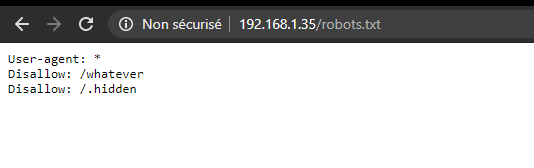 Non sécurisé 192.168.1.35/robots.txt
User-agent: *
Disallow: /whatever
Disallow: /.hidden